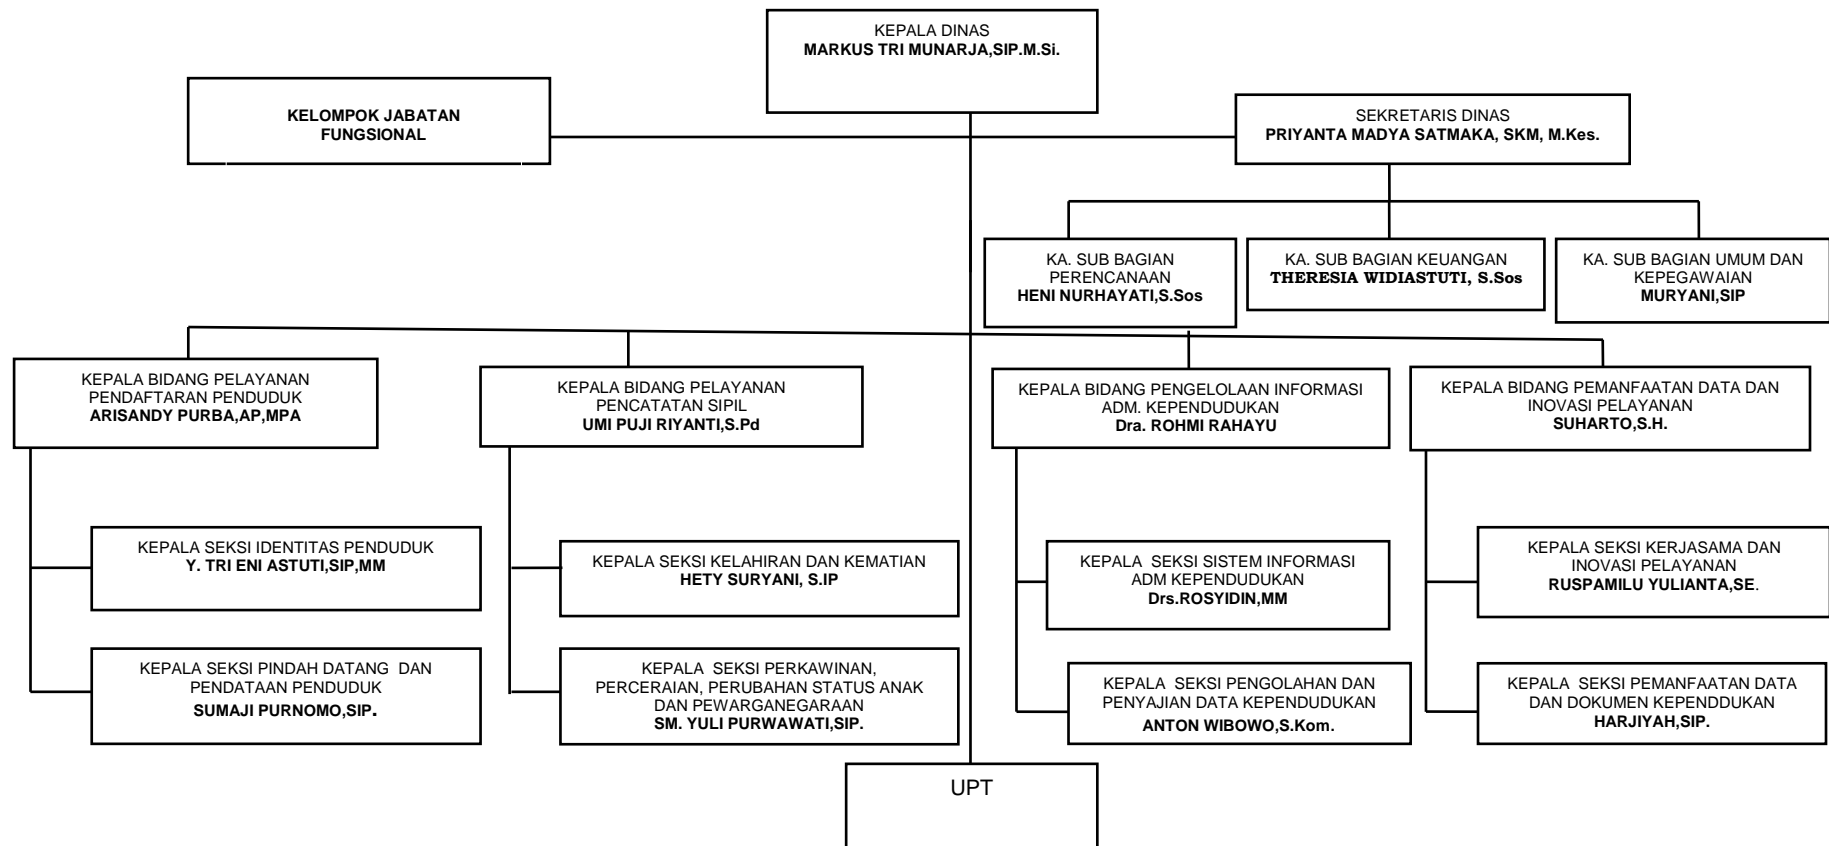 KEPALA DINAS
MARKUS TRI MUNARJA,SIP.M.Si.
KELOMPOK JABATAN
FUNGSIONAL
SEKRETARIS DINAS
PRIYANTA MADYA SATMAKA, SKM, M.Kes.
KA. SUB BAGIAN
PERENCANAAN
HENI NURHAYATI,S.Sos
KA. SUB BAGIAN KEUANGAN
THERESIA WIDIASTUTI, S.Sos
KA. SUB BAGIAN UMUM DAN
KEPEGAWAIAN
MURYANI,SIP
KEPALA BIDANG PELAYANAN
PENDAFTARAN PENDUDUK
ARISANDY PURBA,AP,MPA
KEPALA BIDANG PELAYANAN
PENCATATAN SIPIL
UMI PUJI RIYANTI,S.Pd
KEPALA BIDANG PENGELOLAAN INFORMASI
ADM. KEPENDUDUKAN
Dra. ROHMI RAHAYU
KEPALA BIDANG PEMANFAATAN DATA DAN
INOVASI PELAYANAN
SUHARTO,S.H.
KEPALA SEKSI IDENTITAS PENDUDUK
Y. TRI ENI ASTUTI,SIP,MM
KEPALA SEKSI KELAHIRAN DAN KEMATIAN
HETY SURYANI, S.IP
KEPALA  SEKSI SISTEM INFORMASI
ADM KEPENDUDUKAN
Drs.ROSYIDIN,MM
KEPALA SEKSI KERJASAMA DAN
INOVASI PELAYANAN
RUSPAMILU YULIANTA,SE.
KEPALA SEKSI PINDAH DATANG  DAN
PENDATAAN PENDUDUK
SUMAJI PURNOMO,SIP.
KEPALA  SEKSI PERKAWINAN,
PERCERAIAN, PERUBAHAN STATUS ANAK
DAN PEWARGANEGARAAN
SM. YULI PURWAWATI,SIP.
KEPALA  SEKSI PENGOLAHAN DAN
PENYAJIAN DATA KEPENDUDUKAN
ANTON WIBOWO,S.Kom.
KEPALA  SEKSI PEMANFAATAN DATA
DAN DOKUMEN KEPENDDUKAN
HARJIYAH,SIP.
UPT